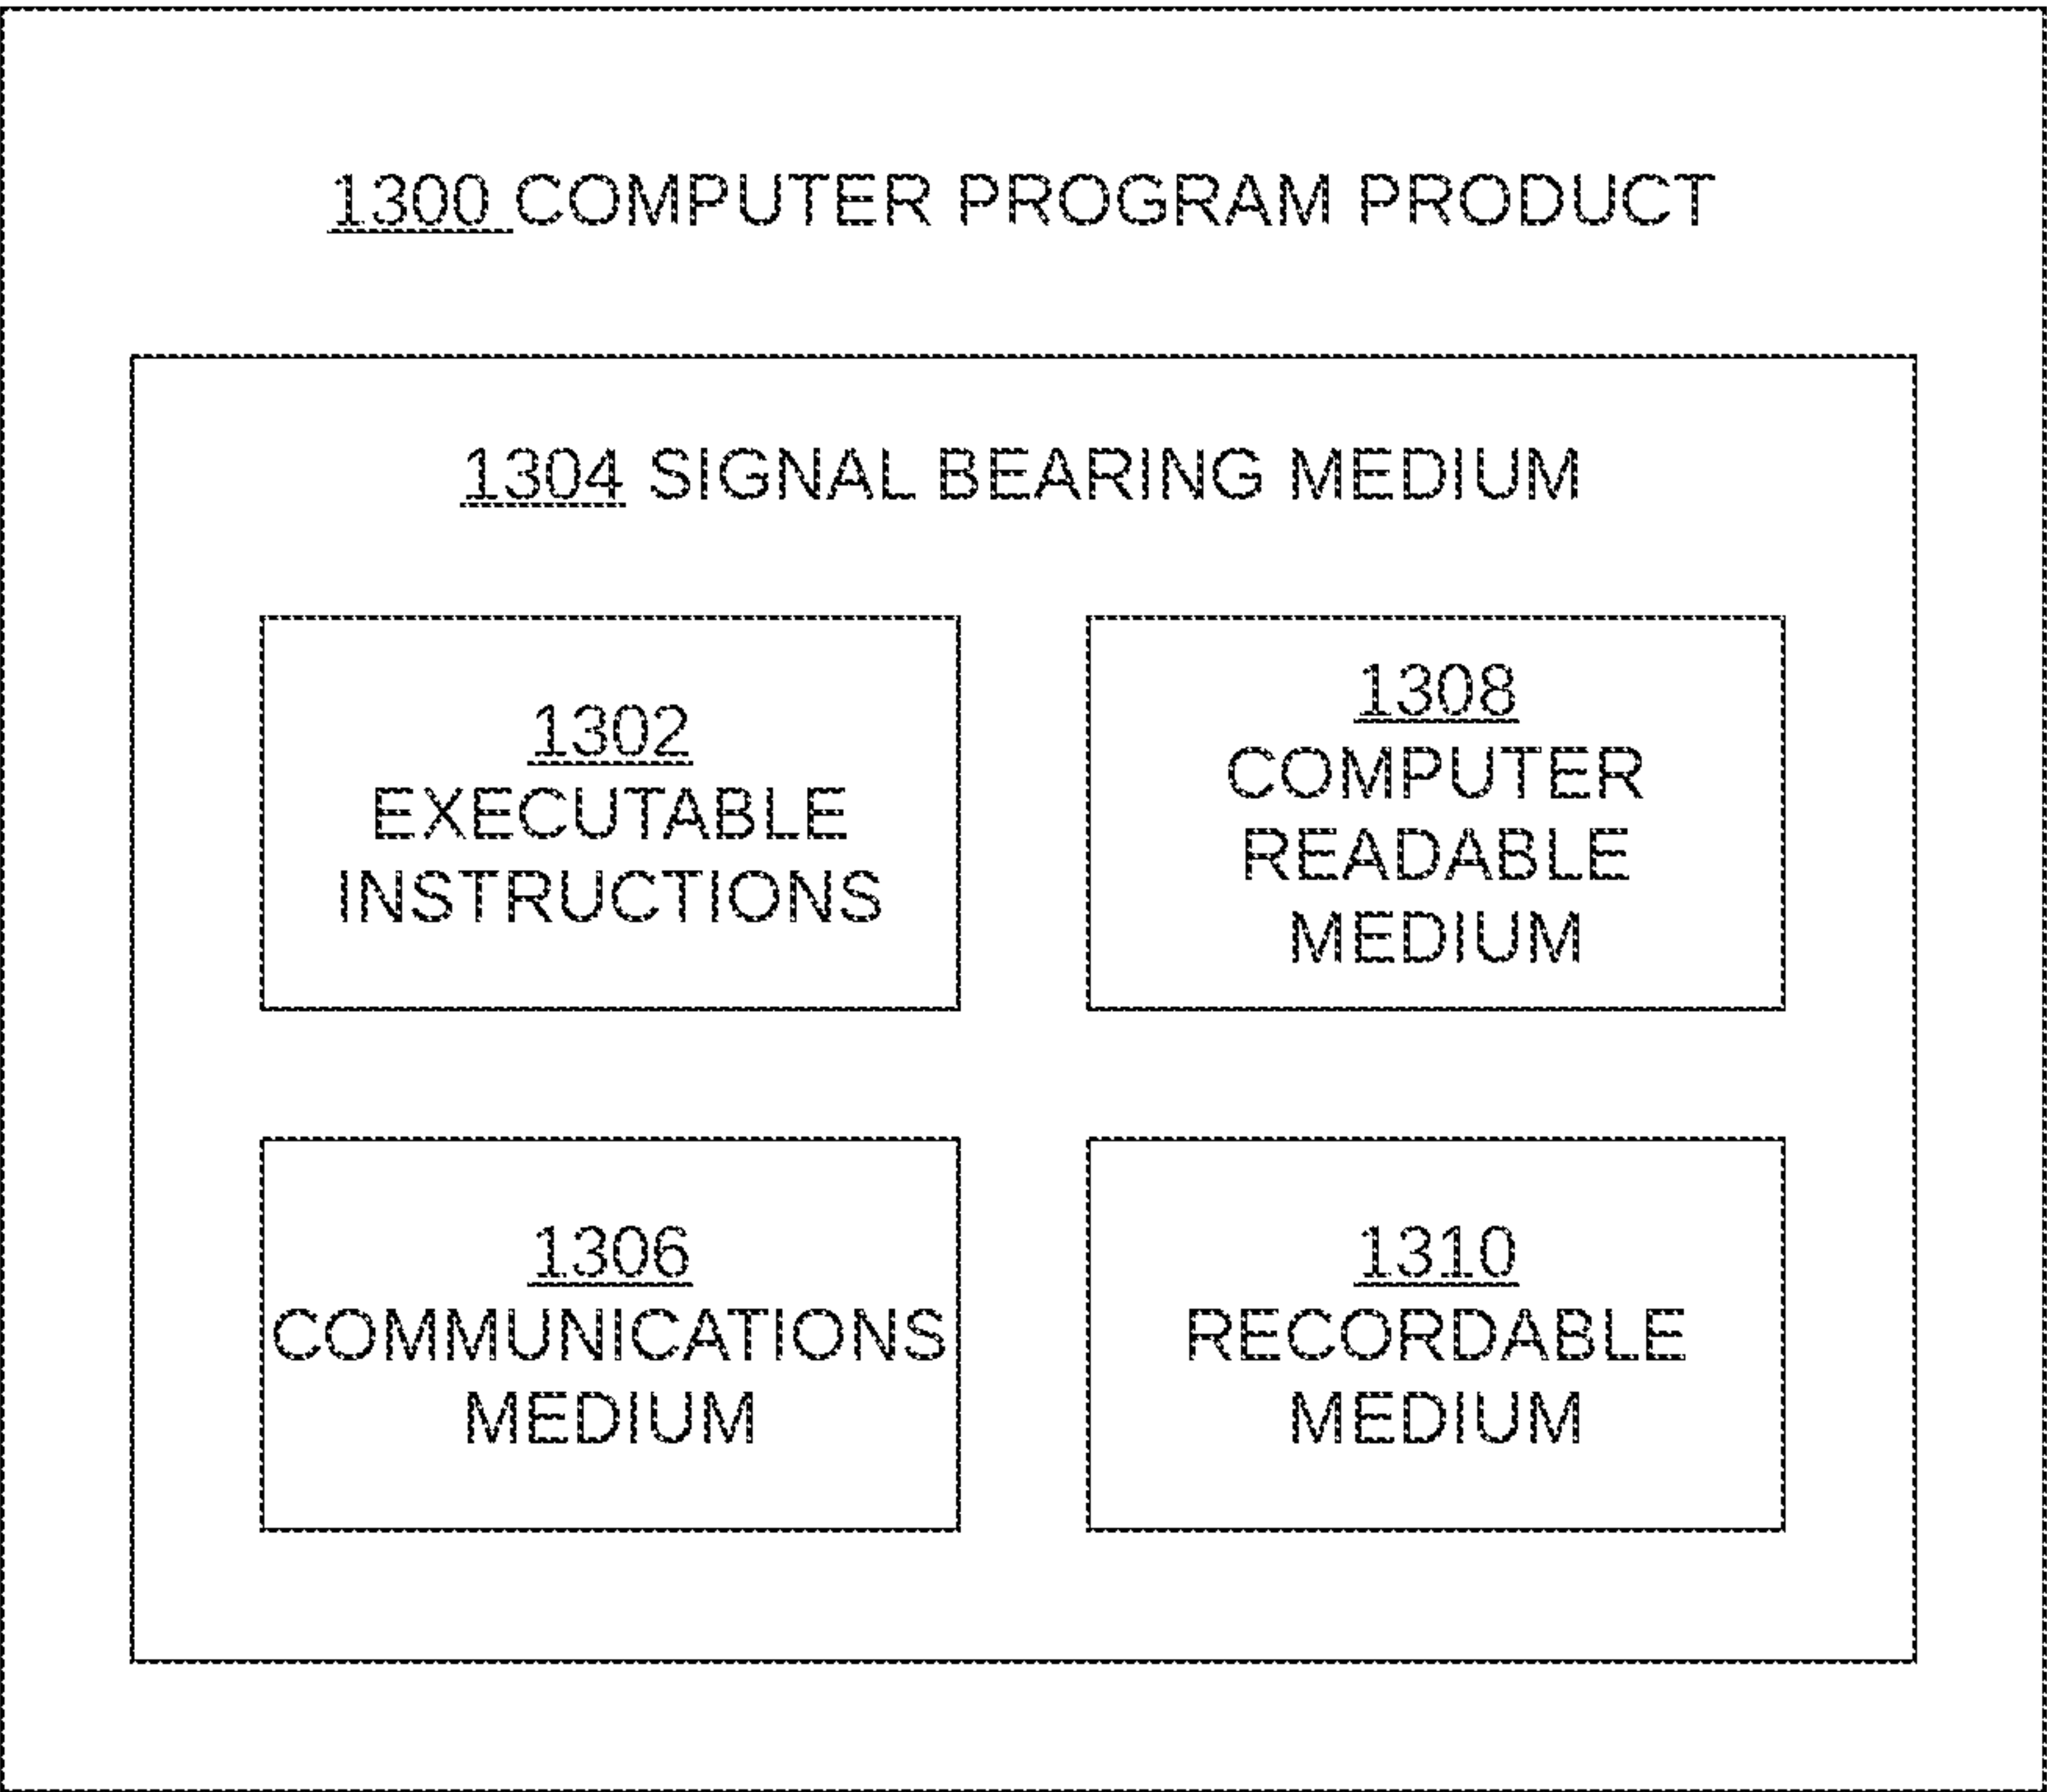 1300 COMPUTER PROGRAM PRODUCT
1304 SIGNAL BEARING MEDIUM
1302
EXECUTABLE
INSTRUCTIONS
1308
COMPUTER
READABLE
MEDIUM
1306
COMMUNICATIONS
MEDIUM
1310
RECORDABLE
MEDIUM